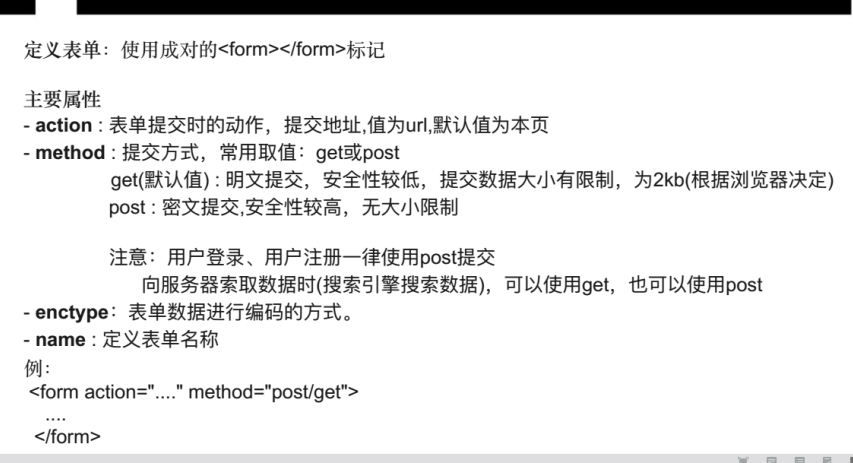 定义表单：使用成对的<form></form>标记
主要属性
- action : 表单提交时的动作，提交地址,值为url,默认值为本页
- method : 提交方式，常用取值：get或post
get(默认值) : 明文提交，安全性较低，提交数据大小有限制，为2kb(根据浏览器决定)
post : 密文提交,安全性较高，无大小限制
注意：用户登录、用户注册一律使用post提交
向服务器索取数据时(搜索引擎搜索数据)，可以使用get，也可以使用post
- enctype：表单数据进行编码的方式。
- name : 定义表单名称
例：
<form action="...." method="post/get">
....
</form>